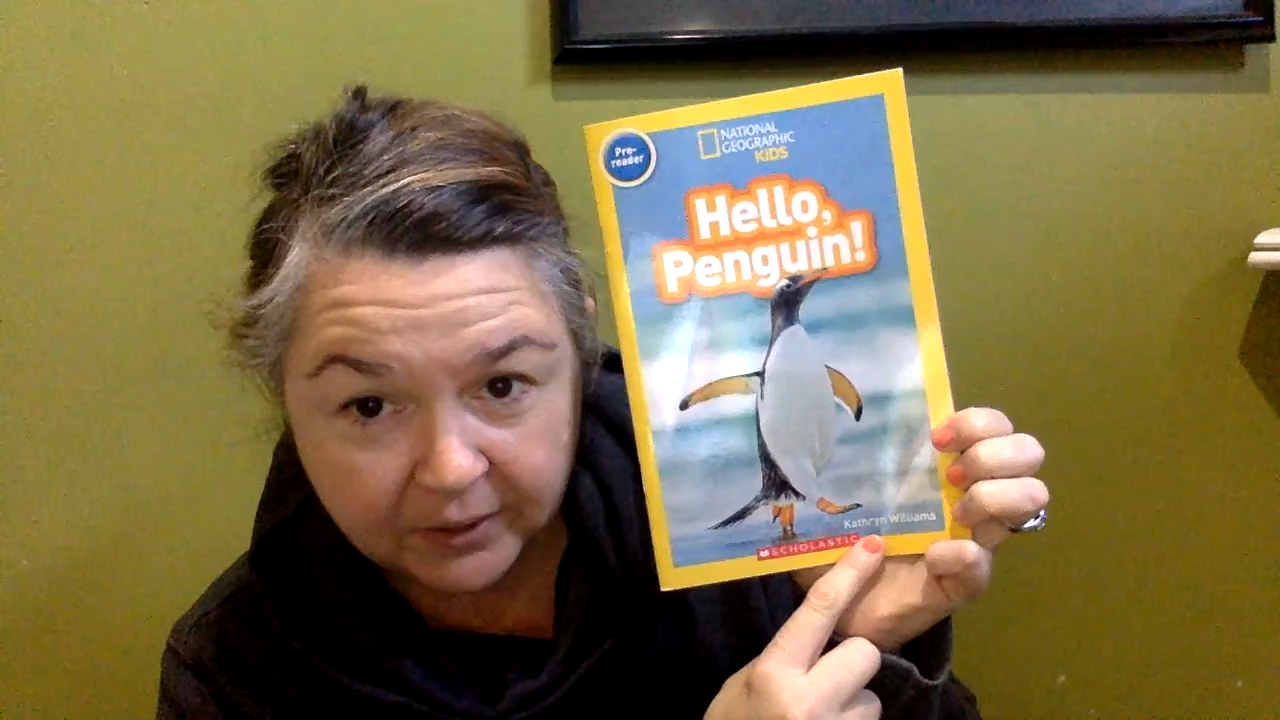 Pre-
reader
NATIONAL
GEOGRAPHIC
KIDS
Hello,
Penguin!
Kathryn Williams
SCHOLASTIC